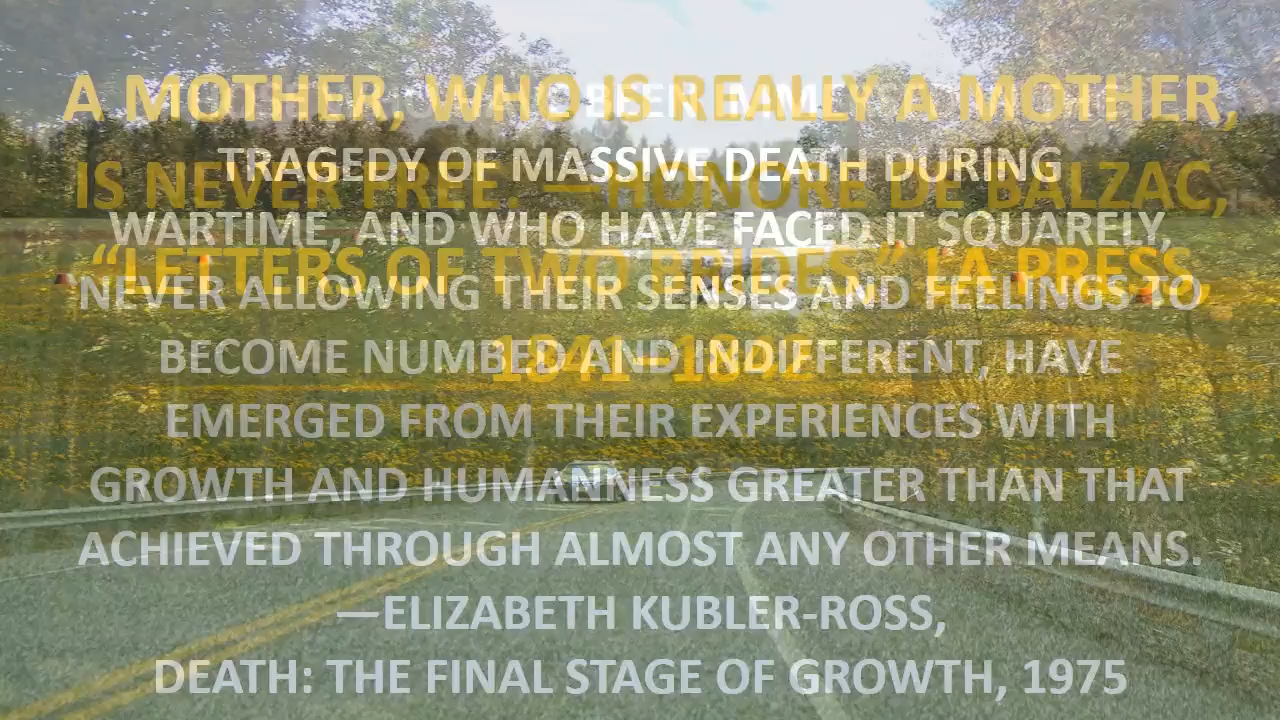 A MOTHER, WHO IS REALLY A MOTHER,
IS NEVER FREE. —HONORE DE BALZAC,
“LETTERS OF TWO BRIDES,” LA PRESS,
TRAGEDY OF MASSIVE DEATH DURING
WARTIME, AND WHO HAVE FACED IT SQUARELY,
NEVER ALLOWING THEIR SENSES AND FEELINGS TO
BECOME NUMBED AND INDIFFERENT, HAVE
EMERGED FROM THEIR EXPERIENCES WITH
GROWTH AND HUMANNESS GREATER THAN THAT
ACHIEVED THROUGH ALMOST ANY OTHER MEANS.
—ELIZABETH KUBLER-ROSS,
DEATH: THE FINAL STAGE OF GROWTH, 1975